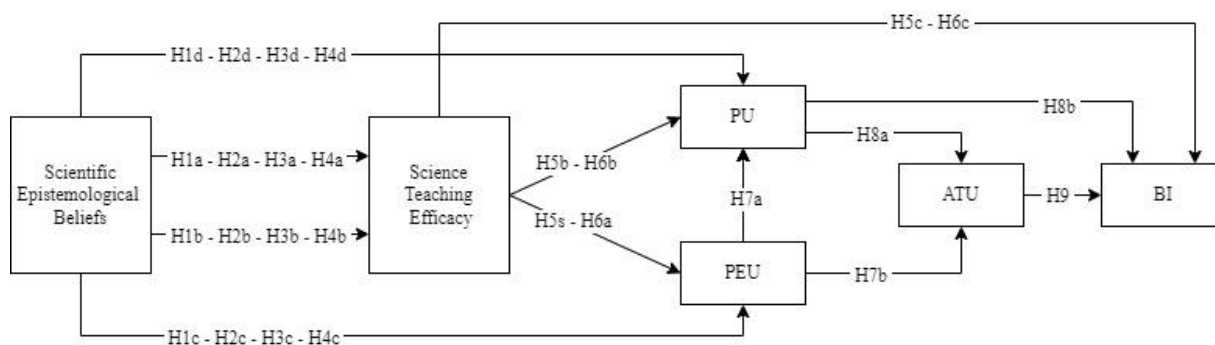 H5c - H6c
H1d - H2d - H3d - H4d
PU
H8b
H8a
Scientific
Epistemological
Beliefs
H1a - H2a - H3a - H4a
H1b - H2b - H3b - H4b
Science
Teaching
Efficacy
H5b - H6b
H5s - H6a
H7a
ATU
H9
BI
PEU
H7b
H1c - H2c - H3c - H4c